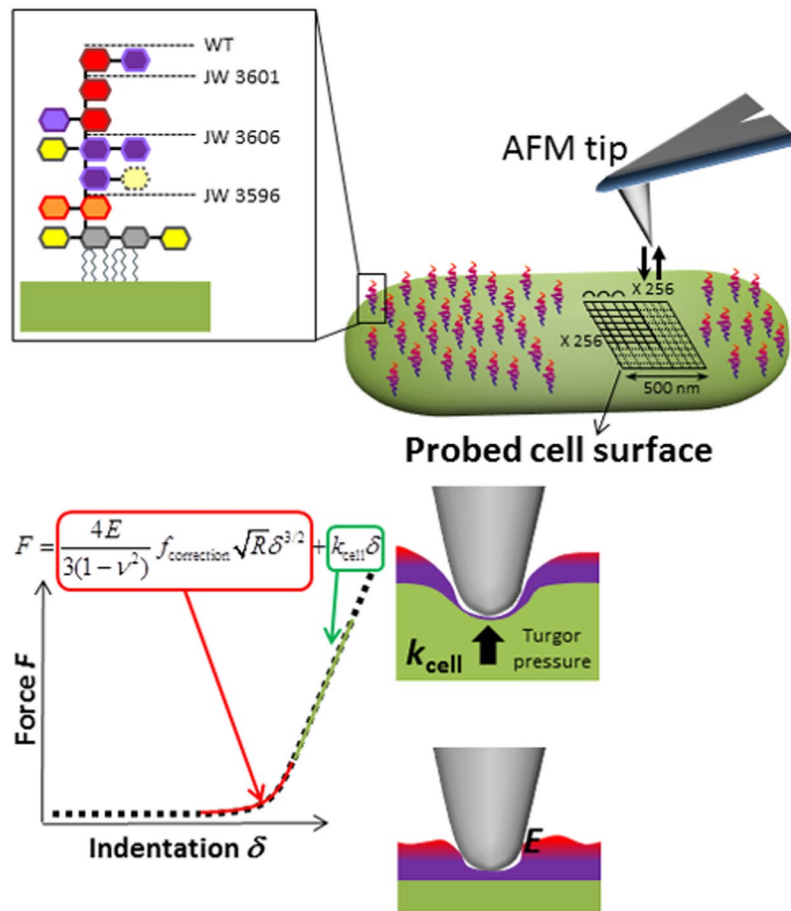 WT
JW 3601
JW 3606
JW 3596
AFM tip
X 256
X 256
500 nm
Probed cell surface
F = 4E / 3(1 − ν²) f_correction √R δ^{3/2} + k_cell δ
Force F
Indentation δ
k_cell
Turgor
pressure
E